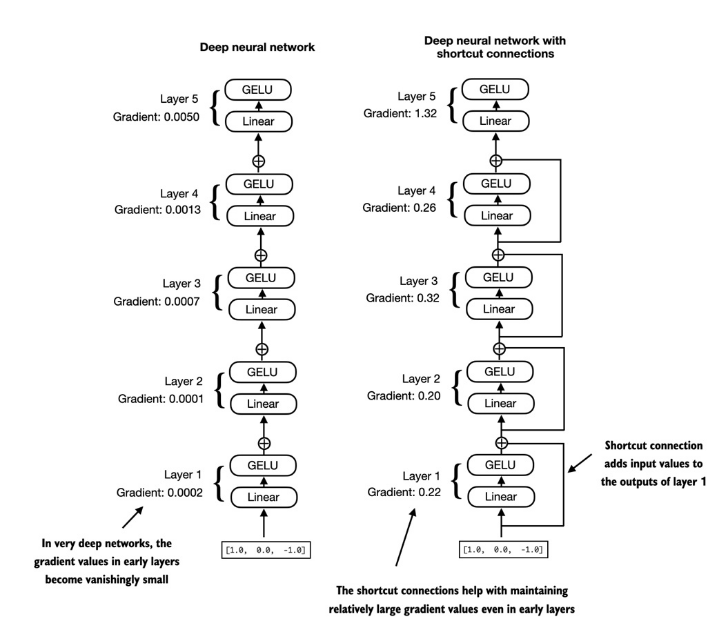 Deep neural network
Layer 5
Gradient: 0.0050
GELU
Linear
Layer 4
Gradient: 0.0013
GELU
Linear
Layer 3
Gradient: 0.0007
GELU
Linear
Layer 2
Gradient: 0.0001
GELU
Linear
Layer 1
Gradient: 0.0002
GELU
Linear
[1.0, 0.0, -1.0]
In very deep networks, the
gradient values in early layers
become vanishingly small
Deep neural network with
shortcut connections
Layer 5
Gradient: 1.32
GELU
Linear
Layer 4
Gradient: 0.26
GELU
Linear
Layer 3
Gradient: 0.32
GELU
Linear
Layer 2
Gradient: 0.20
GELU
Linear
Layer 1
Gradient: 0.22
GELU
Linear
[1.0, 0.0, -1.0]
Shortcut connection
adds input values to
the outputs of layer 1
The shortcut connections help with maintaining
relatively large gradient values even in early layers